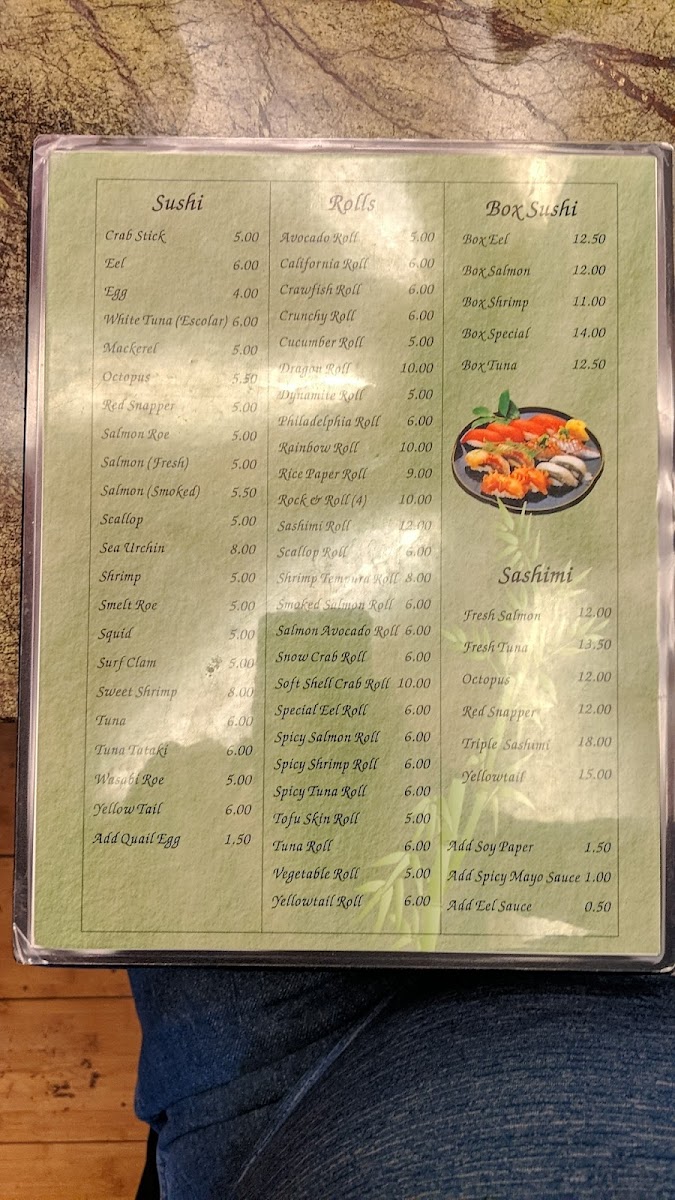 Sushi
Crab Stick 5.00
Eel 6.00
Egg 4.00
White Tuna (Escolar) 6.00
Mackerel 5.00
Octopus 5.50
Red Snapper 5.00
Salmon Roe 5.00
Salmon (Fresh) 5.00
Salmon (Smoked) 5.50
Scallop 5.00
Sea Urchin 8.00
Shrimp 5.00
Smelt Roe 5.00
Squid 5.00
Surf Clam 5.00
Sweet Shrimp 8.00
Tuna 6.00
Tuna Tataki 6.00
Wasabi Roe 5.00
Yellow Tail 6.00
Add Quail Egg 1.50
Rolls
Avocado Roll 5.00
California Roll 6.00
Crawfish Roll 6.00
Crunchy Roll 6.00
Cucumber Roll 5.00
Dragon Roll 10.00
Dynamite Roll 5.00
Philadelphia Roll 6.00
Rainbow Roll 10.00
Rice Paper Roll 9.00
Rock & Roll (4) 10.00
Sashimi Roll 12.00
Scallop Roll 6.00
Shrimp Tempura Roll 8.00
Smoked Salmon Roll 6.00
Salmon Avocado Roll 6.00
Snow Crab Roll 6.00
Soft Shell Crab Roll 10.00
Special Eel Roll 6.00
Spicy Salmon Roll 6.00
Spicy Shrimp Roll 6.00
Spicy Tuna Roll 6.00
Tofu Skin Roll 5.00
Tuna Roll 6.00
Vegetable Roll 5.00
Yellowtail Roll 6.00
Box Sushi
Box Eel 12.50
Box Salmon 12.00
Box Shrimp 11.00
Box Special 14.00
Box Tuna 12.50
Sashimi
Fresh Salmon 12.00
Fresh Tuna 13.50
Octopus 12.00
Red Snapper 12.00
Triple Sashimi 18.00
Yellowtail 15.00
Add Soy Paper 1.50
Add Spicy Mayo Sauce 1.00
Add Eel Sauce 0.50